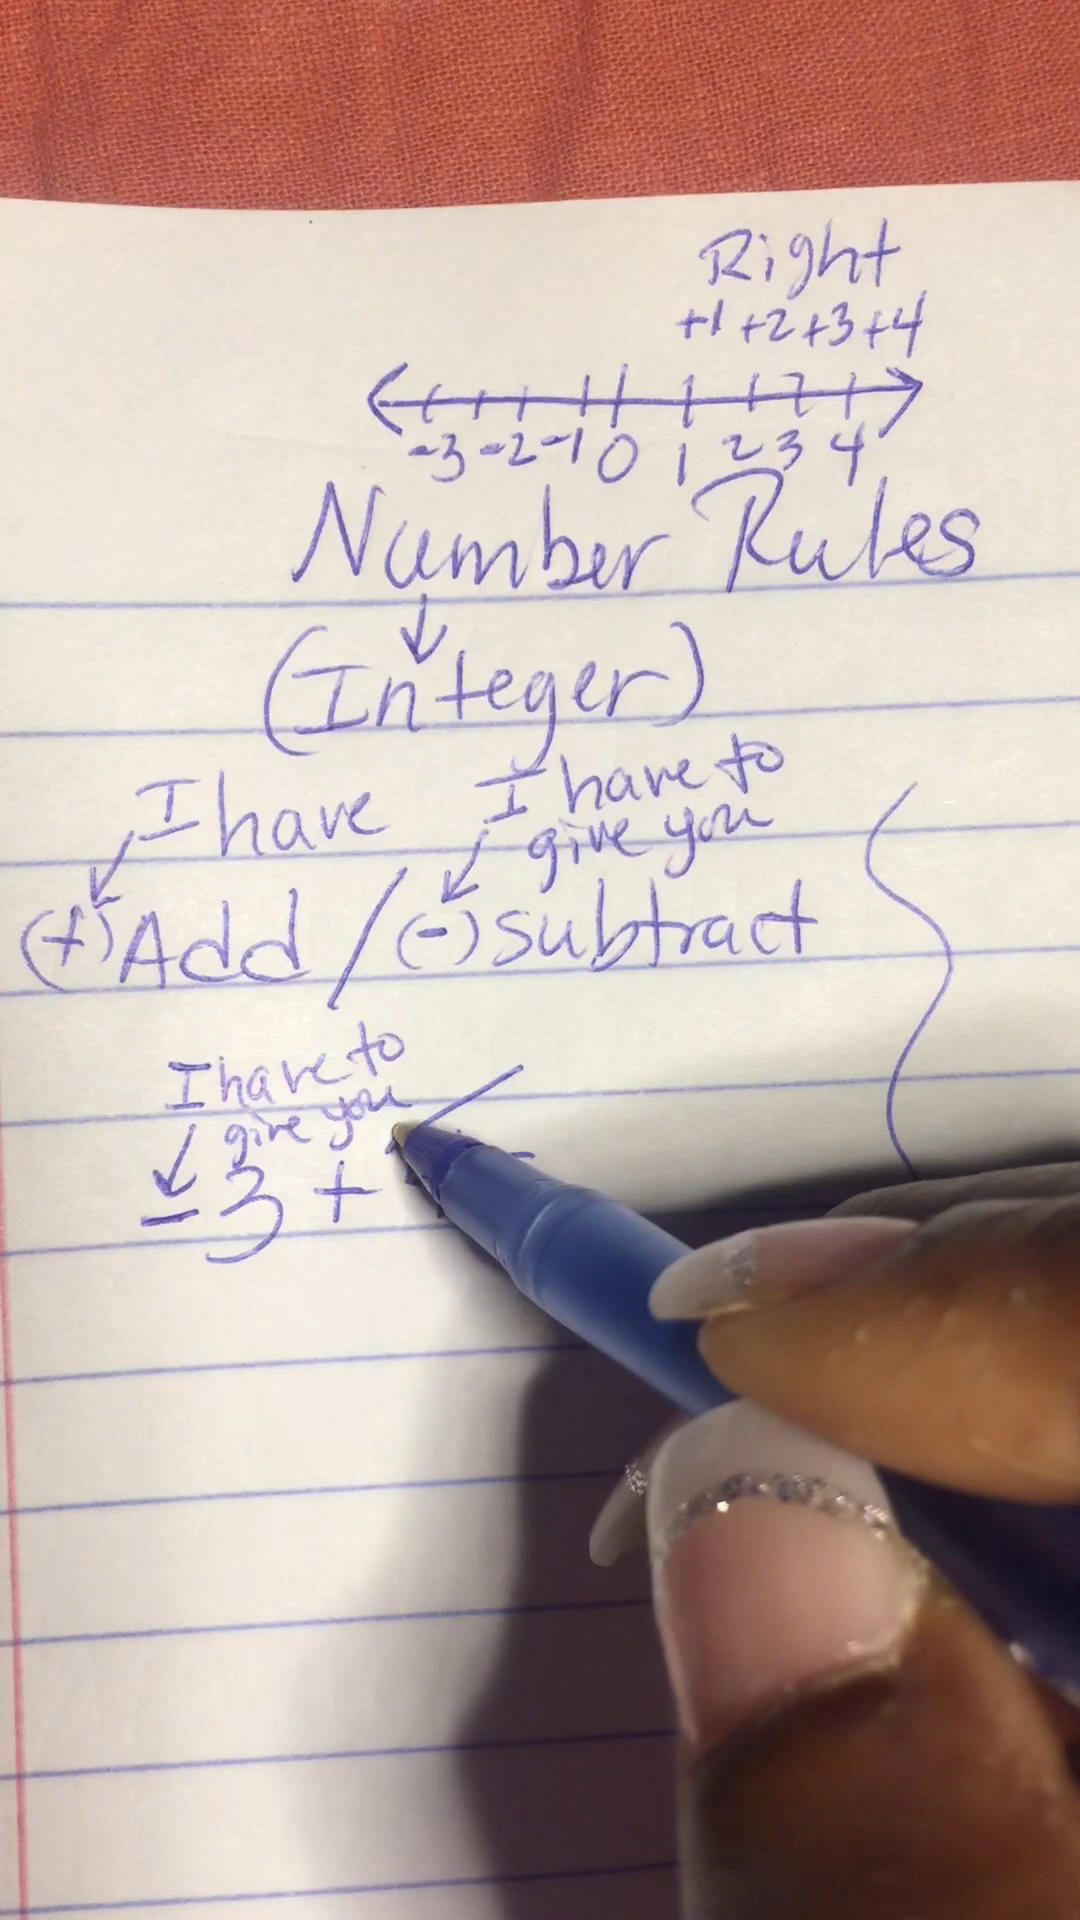 Right
+1 +2 +3 +4
-3 -2 -1 0 1 2 3 4
Number Rules
(Integer)
I have
I have to
give you
(+) Add / (-) subtract
I have to
give you
-3 +